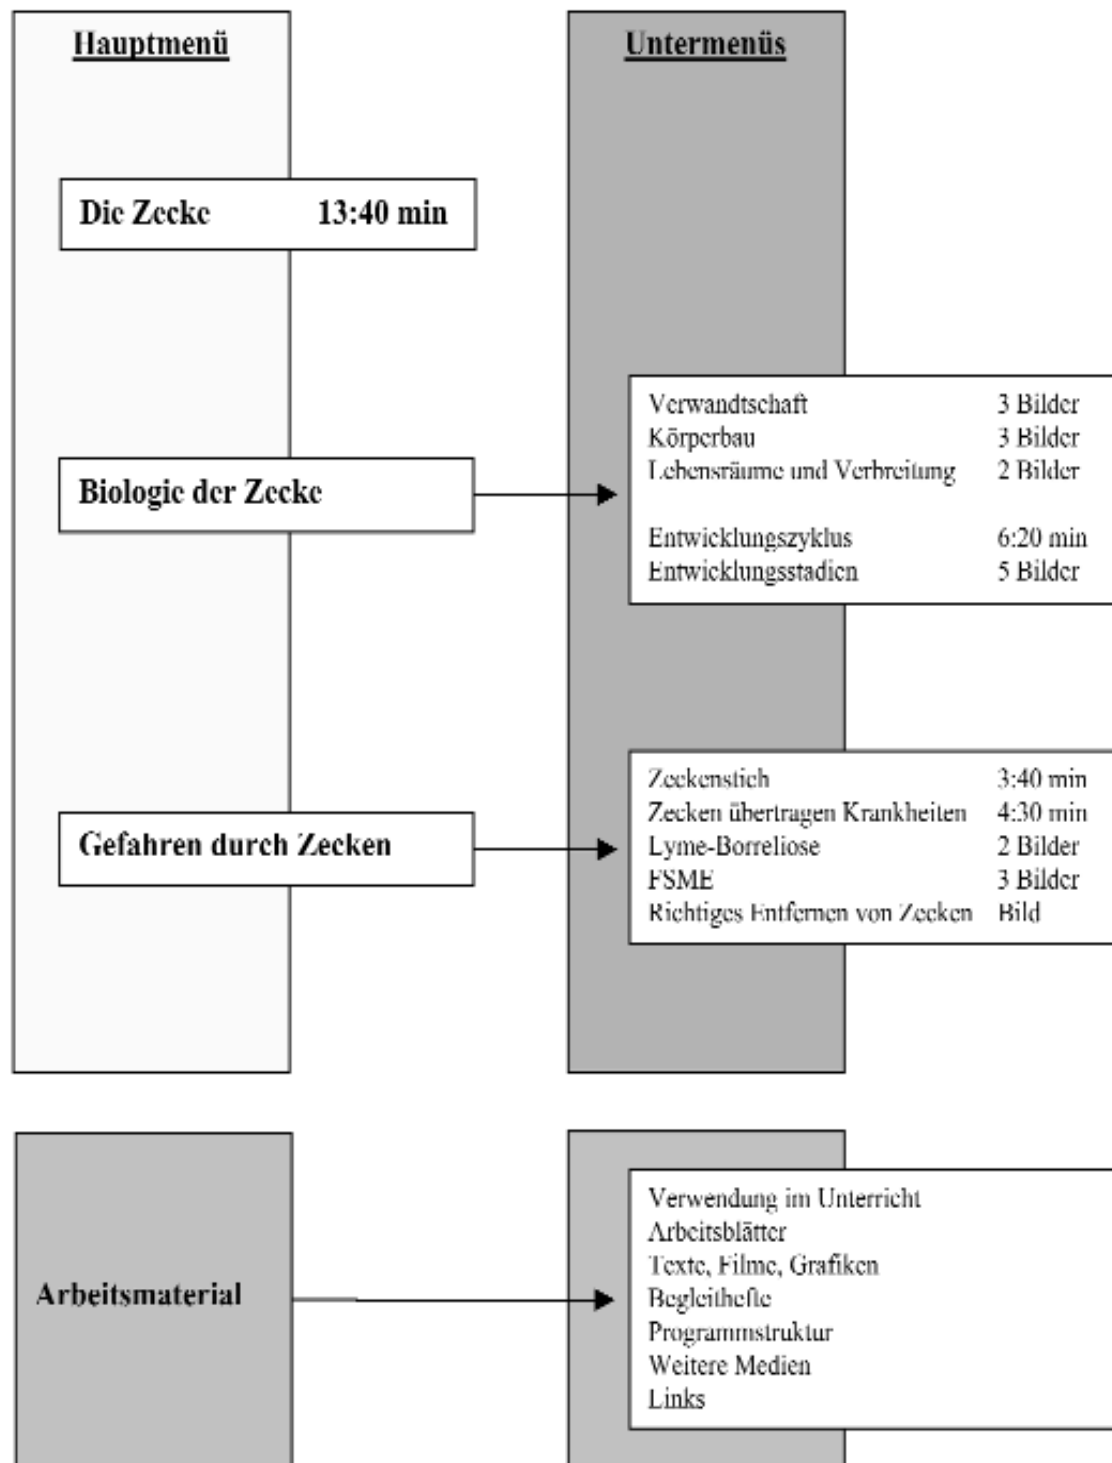 Hauptmenü
Untermenüs
Die Zecke 13:40 min
Biologie der Zecke
Verwandtschaft 3 Bilder
Körperbau 3 Bilder
Lebensräume und Verbreitung 2 Bilder
Entwicklungszyklus 6:20 min
Entwicklungsstadien 5 Bilder
Gefahren durch Zecken
Zeckenstich 3:40 min
Zecken übertragen Krankheiten 4:30 min
Lyme-Borreliose 2 Bilder
FSME 3 Bilder
Richtiges Entfernen von Zecken Bild
Arbeitsmaterial
Verwendung im Unterricht
Arbeitsblätter
Texte, Filme, Grafiken
Begleithefte
Programmstruktur
Weitere Medien
Links